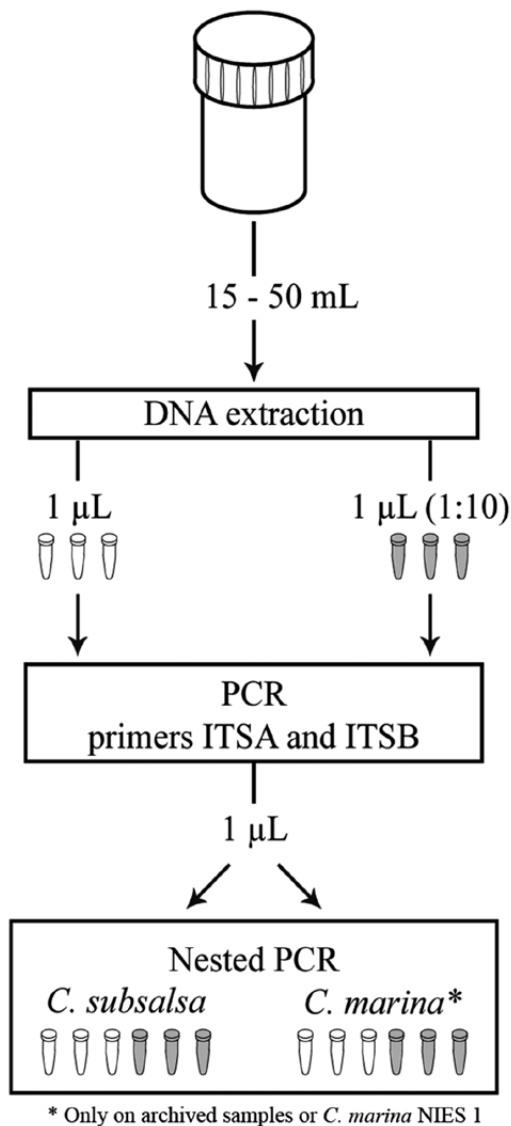 15 - 50 mL
DNA extraction
1 µL
1 µL (1:10)
PCR
primers ITSA and ITSB
1 µL
Nested PCR
C. subsalsa
C. marina*
* Only on archived samples or C. marina NIES 1